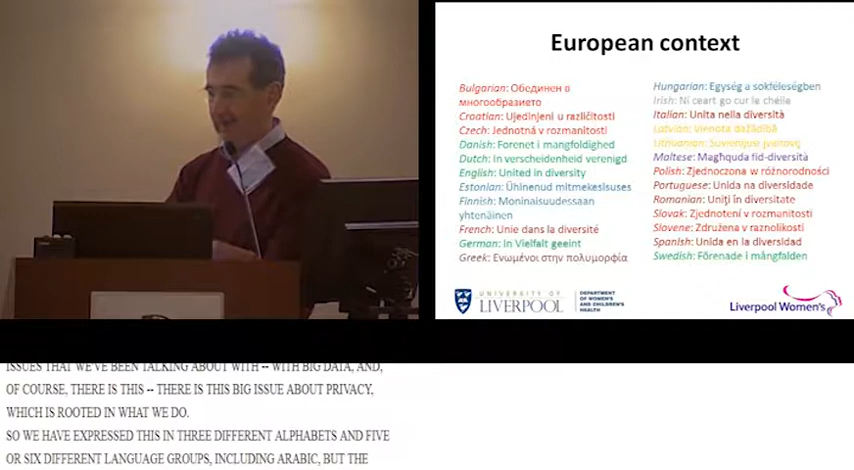 European context
Bulgarian: Обединен в
многообразието
Croatian: Ujedinjeni u različitosti
Czech: Jednotná v rozmanitosti
Danish: Forenet i mangfoldighed
Dutch: In verscheidenheid verenigd
English: United in diversity
Estonian: Ühinenud mitmekesisuses
Finnish: Moninaisuudessaan
yhtenäinen
French: Unie dans la diversité
German: In Vielfalt geeint
Greek: Ενωμένοι στην πολυμορφία
Hungarian: Egység a sokféleségben
Irish: Ní ceart go cur le chéile
Italian: Unita nella diversità
Latvian: Vienota dažādībā
Lithuanian: Suvienijusi įvairovę
Maltese: Magħquda fid-diversità
Polish: Zjednoczona w różnorodności
Portuguese: Unida na diversidade
Romanian: Uniți în diversitate
Slovak: Zjednotení v rozmanitosti
Slovene: Združena v raznolikosti
Spanish: Unida en la diversidad
Swedish: Förenade i mångfalden
UNIVERSITY OF
LIVERPOOL
DEPARTMENT
OF WOMEN'S
AND CHILDREN'S
HEALTH
Liverpool Women's
ISSUES THAT WE'VE BEEN TALKING ABOUT WITH -- WITH BIG DATA, AND,
OF COURSE, THERE IS THIS -- THERE IS THIS BIG ISSUE ABOUT PRIVACY,
WHICH IS ROOTED IN WHAT WE DO.
SO WE HAVE EXPRESSED THIS IN THREE DIFFERENT ALPHABETS AND FIVE
OR SIX DIFFERENT LANGUAGE GROUPS, INCLUDING ARABIC, BUT THE